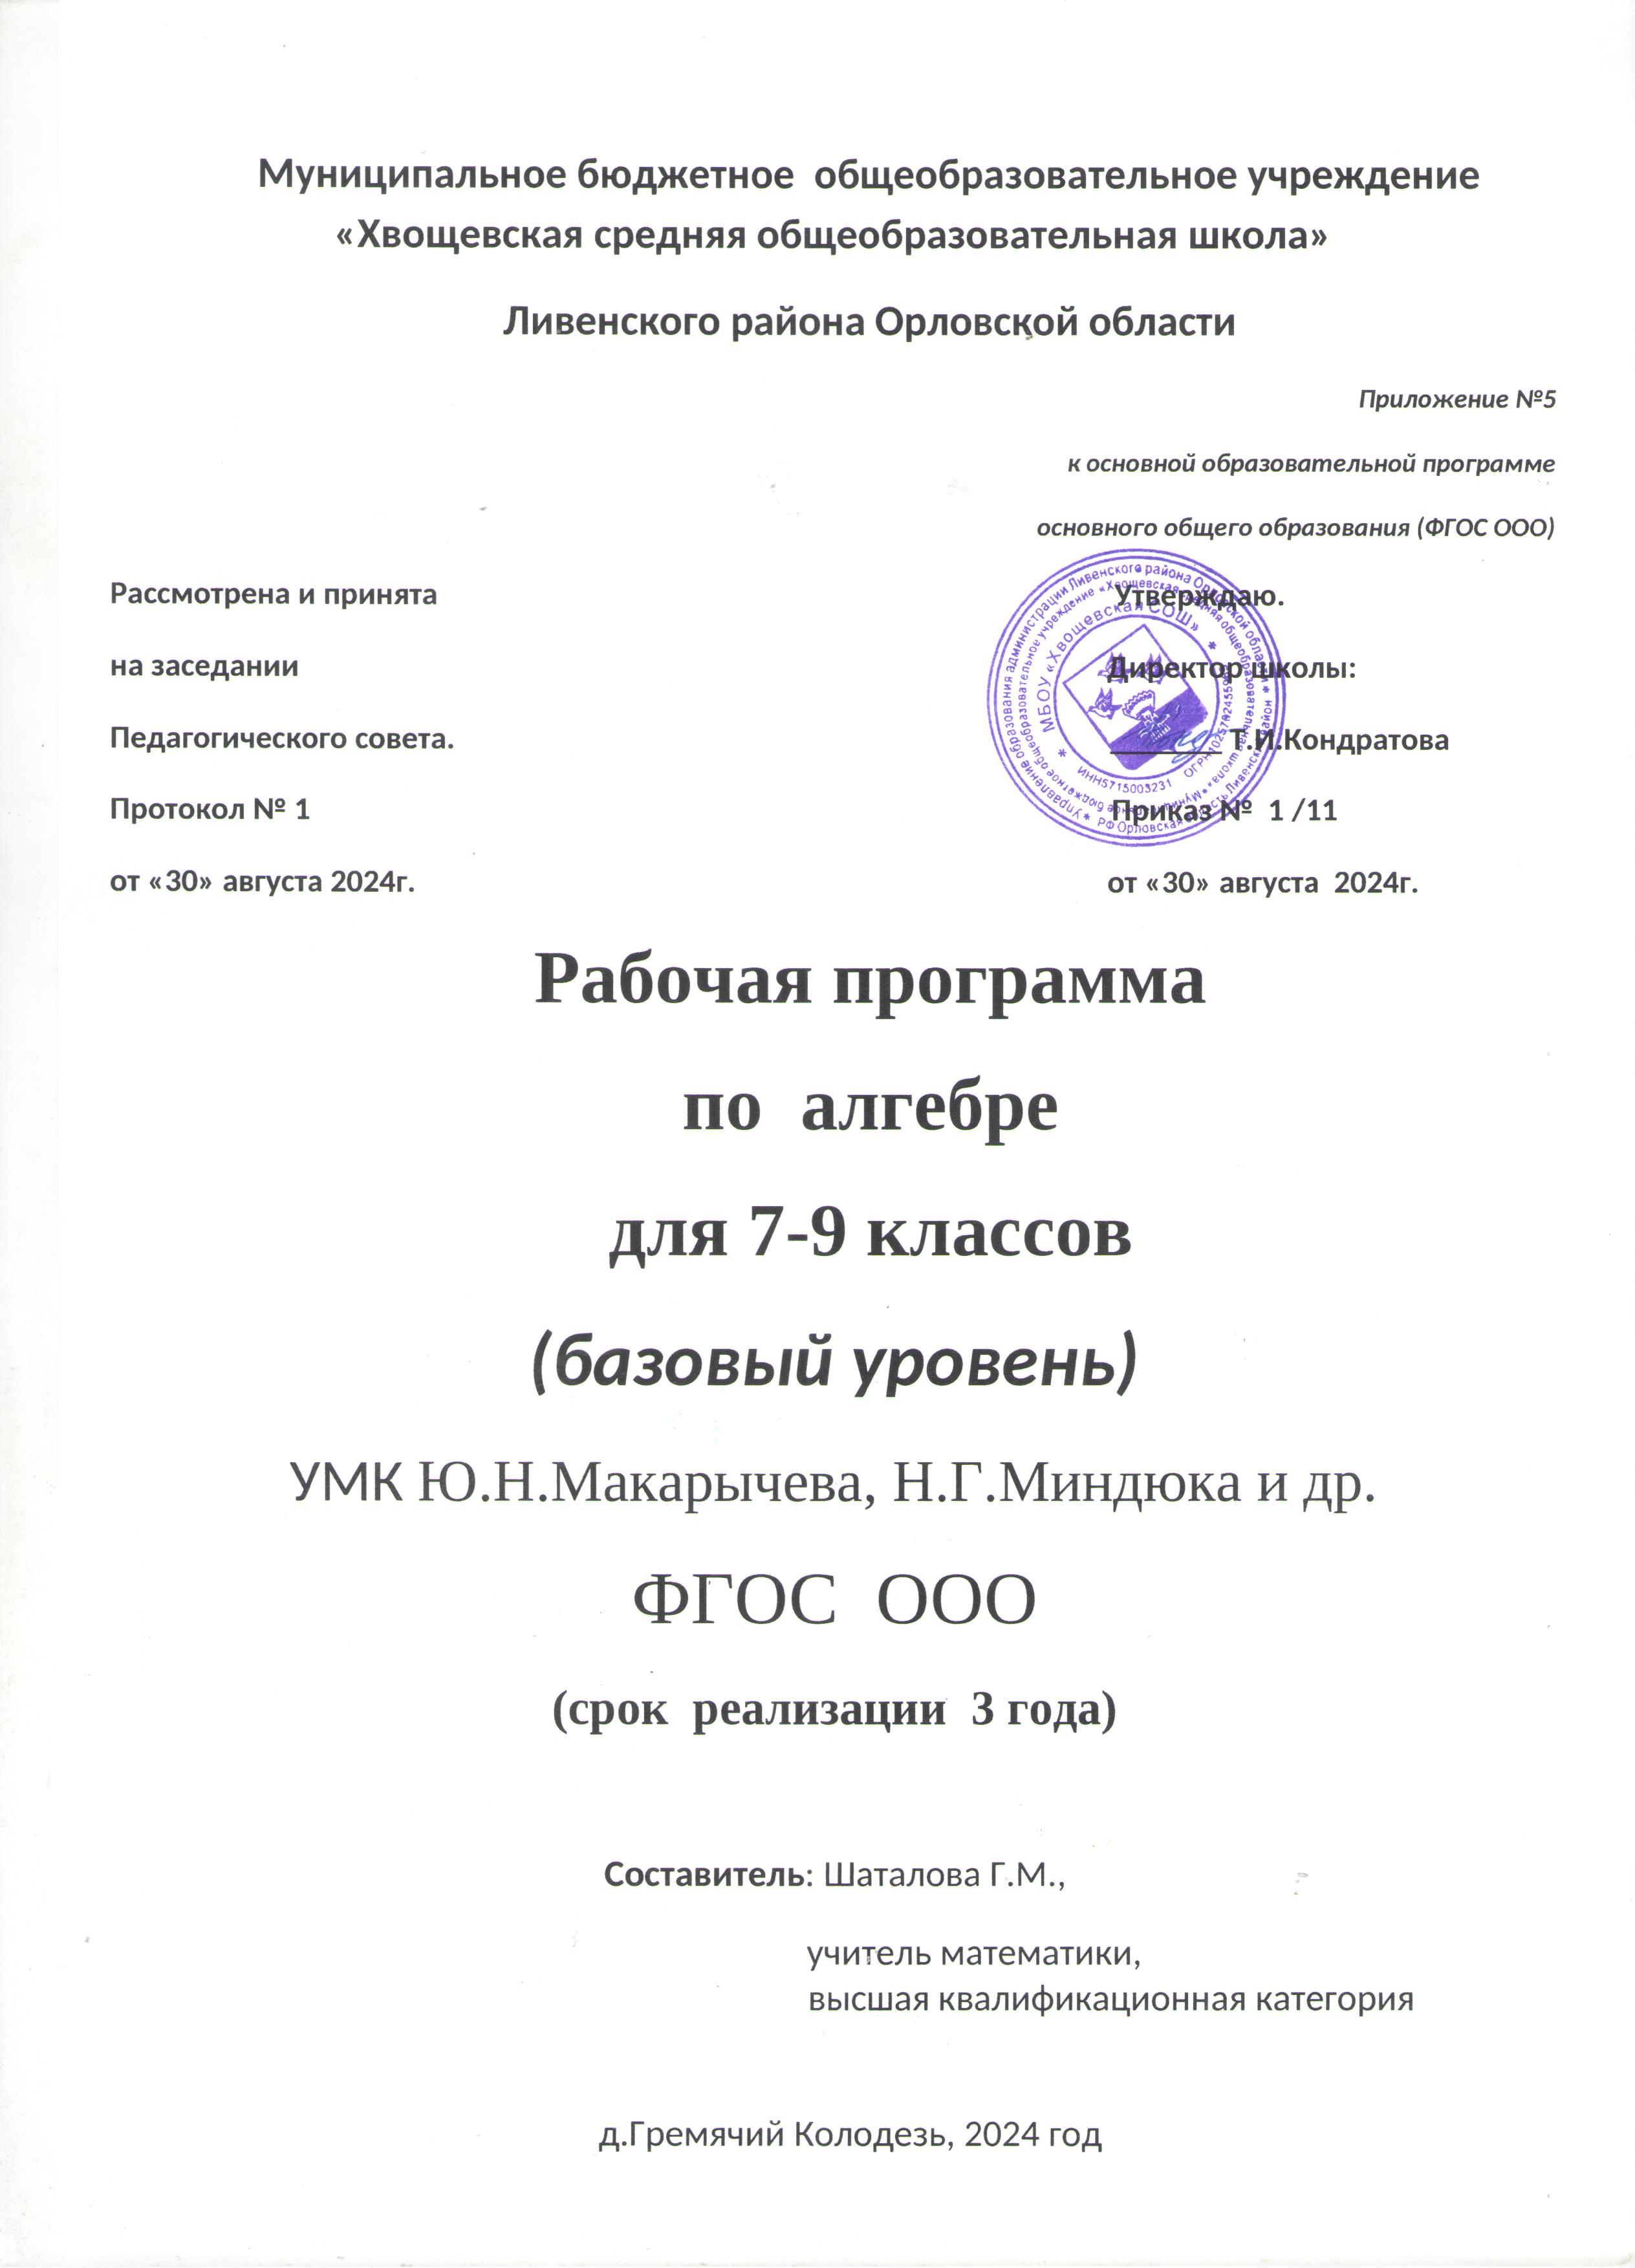 Муниципальное бюджетное общеобразовательное учреждение
«Хвощевская средняя общеобразовательная школа»
Ливенского района Орловской области
Приложение №5
к основной образовательной программе
основного общего образования (ФГОС ООО)
Рассмотрена и принята
Утверждаю.
на заседании
Директор школы:
Педагогического совета.
Т.И.Кондратова
Протокол № 1
Приказ № 1 /11
от «30» августа 2024г.
от «30» августа 2024г.
МБОУ «Хвощевская СОШ»
ИНН5715003231
Рабочая программа
по алгебре
для 7-9 классов
(базовый уровень)
УМК Ю.Н.Макарычева, Н.Г.Миндюка и др.
ФГОС ООО
(срок реализации 3 года)
Составитель: Шаталова Г.М.,
учитель математики,
высшая квалификационная категория
д.Гремячий Колодезь, 2024 год